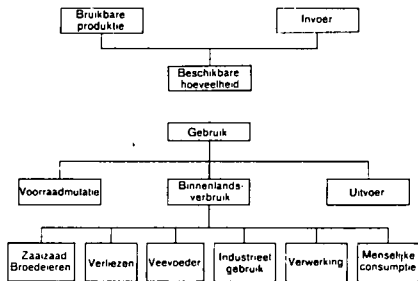 Bruikbare
produktie
Invoer
Beschikbare
hoeveelheid
Gebruik
Voorraadmutatie
Binnenlands-
verbruik
Uitvoer
Zaaizaad
Broedeieren
Verliezen
Veevoeder
Industrieel
gebruik
Verwerking
Menselijke
consumptie